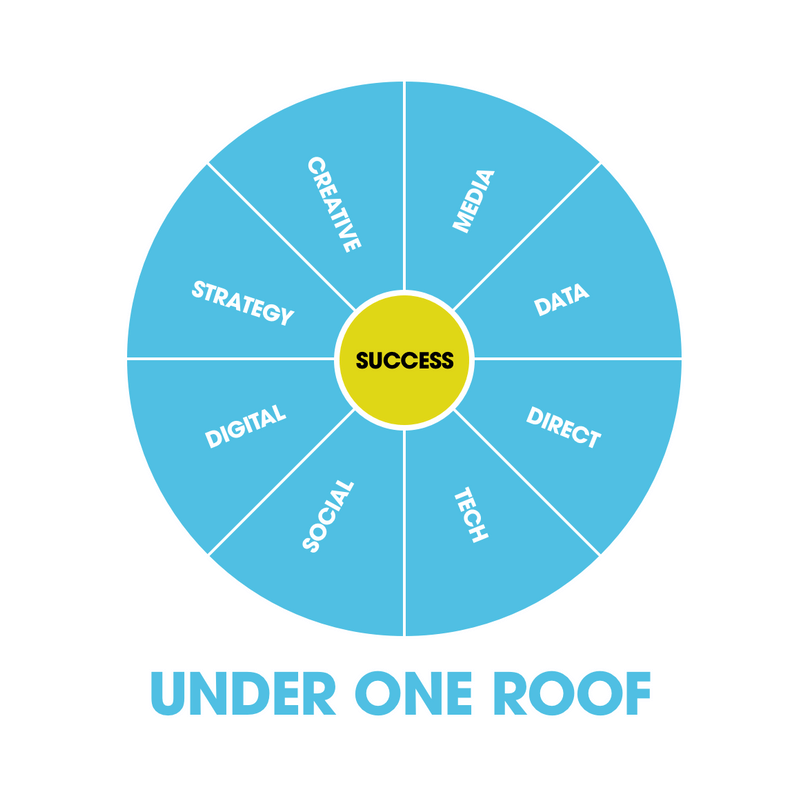 CREATIVE
MEDIA
STRATEGY
DATA
SUCCESS
DIGITAL
DIRECT
SOCIAL
TECH
UNDER ONE ROOF